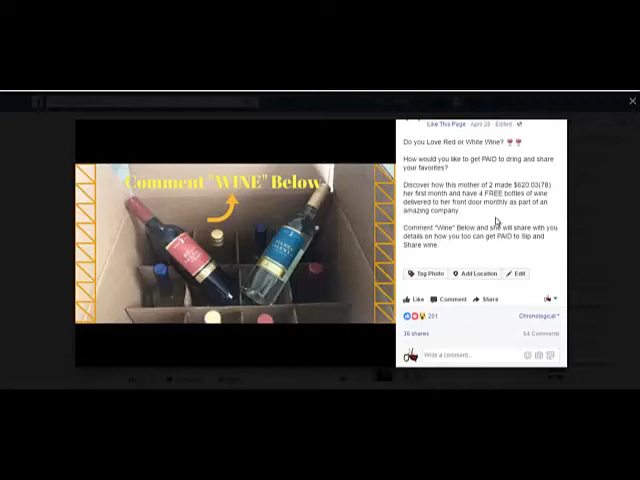 Like This Page April 28 Edited
Do you Love Red or White Wine?
How would you like to get PAID to dring and share
your favorites?
Discover how this mother of 2 made $620.03(78)
her first month and have 4 FREE bottles of wine
delivered to her front door monthly as part of an
amazing company.
Comment "Wine" Below and she will share with you
details on how you too can get PAID to Sip and
Share wine.
Comment "WINE" Below
Tag Photo Add Location Edit
Like Comment Share
201 Chronological
38 shares 64 Comments
Write a comment...